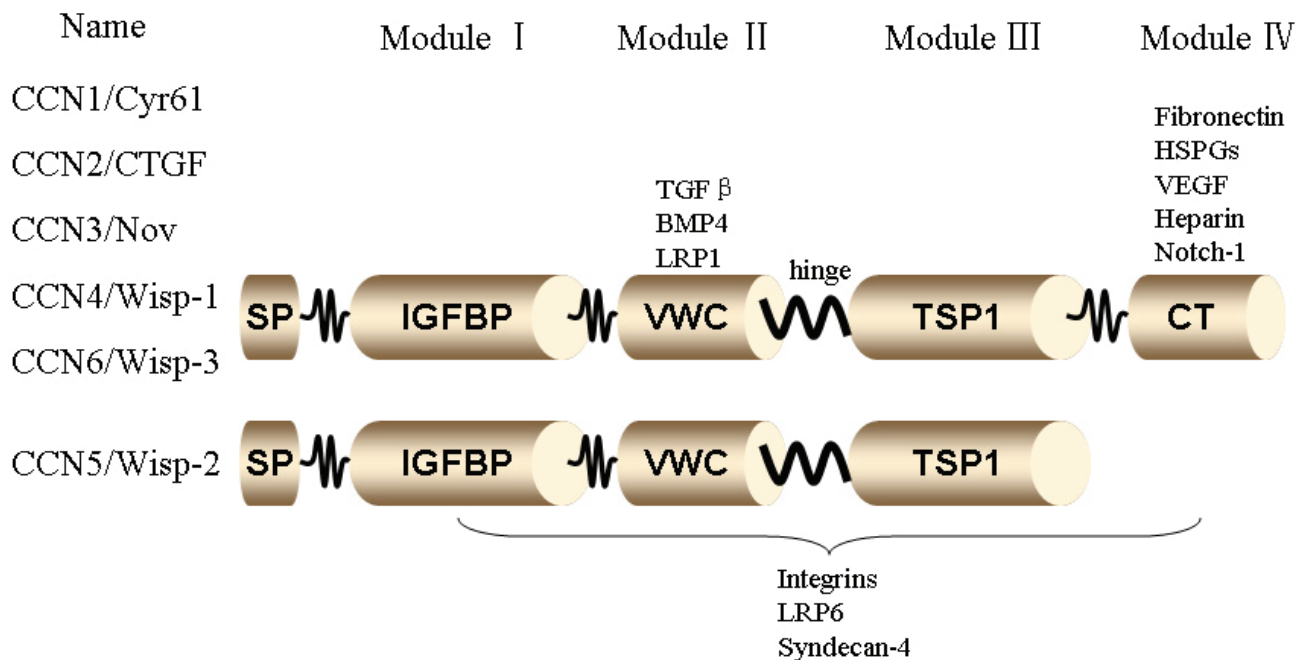 Name Module Ⅰ Module Ⅱ Module Ⅲ Module Ⅳ
CCN1/Cyr61
CCN2/CTGF
CCN3/Nov
CCN4/Wisp-1
CCN6/Wisp-3
TGF β
BMP4
LRP1
hinge
Fibronectin
HSPGs
VEGF
Heparin
Notch-1
SP IGFBP VWC TSP1 CT
CCN5/Wisp-2 SP IGFBP VWC TSP1
Integrins
LRP6
Syndecan-4